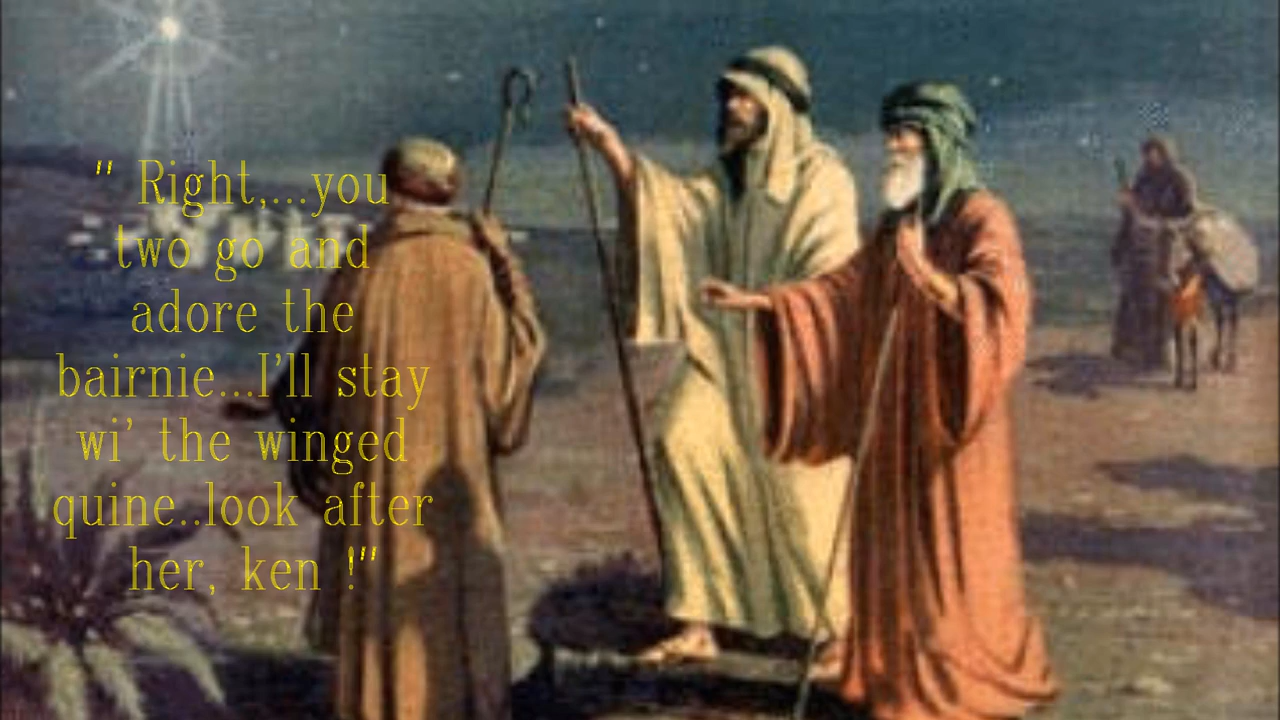 " Right,...you
two go and
adore the
bairnie...I'll stay
wi' the winged
quine..look after
her, ken !"